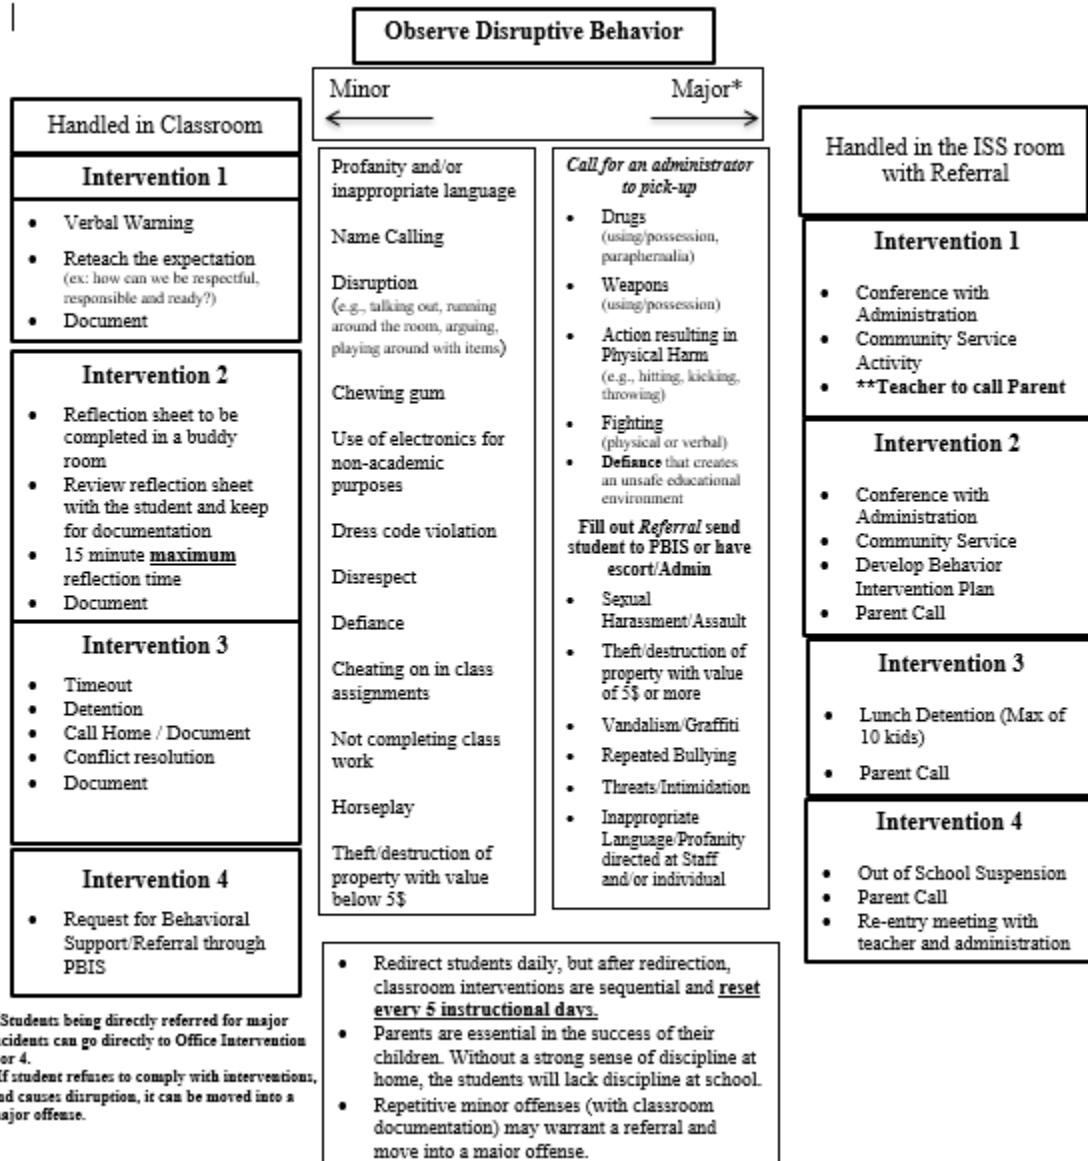 Observe Disruptive Behavior
Minor
Major*
Handled in Classroom
Intervention 1
• Verbal Warning
• Reteach the expectation
(ex: how can we be respectful,
responsible and ready?)
• Document
Intervention 2
• Reflection sheet to be
completed in a buddy
room
• Review reflection sheet
with the student and keep
for documentation
• 15 minute maximum
reflection time
• Document
Intervention 3
• Timeout
• Detention
• Call Home / Document
• Conflict resolution
• Document
Intervention 4
• Request for Behavioral
Support/Referral through
PBIS
Students being directly referred for major
can go directly to Office Intervention
or 4.
If student refuses to comply with interventions,
causes disruption, it can be moved into a
offense.
Profanity and/or
inappropriate language
Name Calling
Disruption
(e.g., talking out, running
around the room, arguing,
playing around with items)
Chewing gum
Use of electronics for
non-academic
purposes
Dress code violation
Disrespect
Defiance
Cheating on in class
assignments
Not completing class
work
Horseplay
Theft/destruction of
property with value
below 5$
Call for an administrator
to pick-up
• Drugs
(using/possession,
paraphernalia)
• Weapons
(using/possession)
• Action resulting in
Physical Harm
(e.g., hitting, kicking,
throwing)
• Fighting
(physical or verbal)
• Defiance that creates
an unsafe educational
environment
Fill out Referral send
student to PBIS or have
escort/Admin
• Sexual
Harassment/Assault
• Theft/destruction of
property with value
of 5$ or more
• Vandalism/Graffiti
• Repeated Bullying
• Threats/Intimidation
• Inappropriate
Language/Profanity
directed at Staff
and/or individual
• Redirect students daily, but after redirection,
classroom interventions are sequential and reset
every 5 instructional days.
• Parents are essential in the success of their
children. Without a strong sense of discipline at
home, the students will lack discipline at school.
• Repetitive minor offenses (with classroom
documentation) may warrant a referral and
move into a major offense.
Handled in the ISS room
with Referral
Intervention 1
• Conference with
Administration
• Community Service
Activity
• **Teacher to call Parent
Intervention 2
• Conference with
Administration
• Community Service
• Develop Behavior
Intervention Plan
• Parent Call
Intervention 3
• Lunch Detention (Max of
10 kids)
• Parent Call
Intervention 4
• Out of School Suspension
• Parent Call
• Re-entry meeting with
teacher and administration